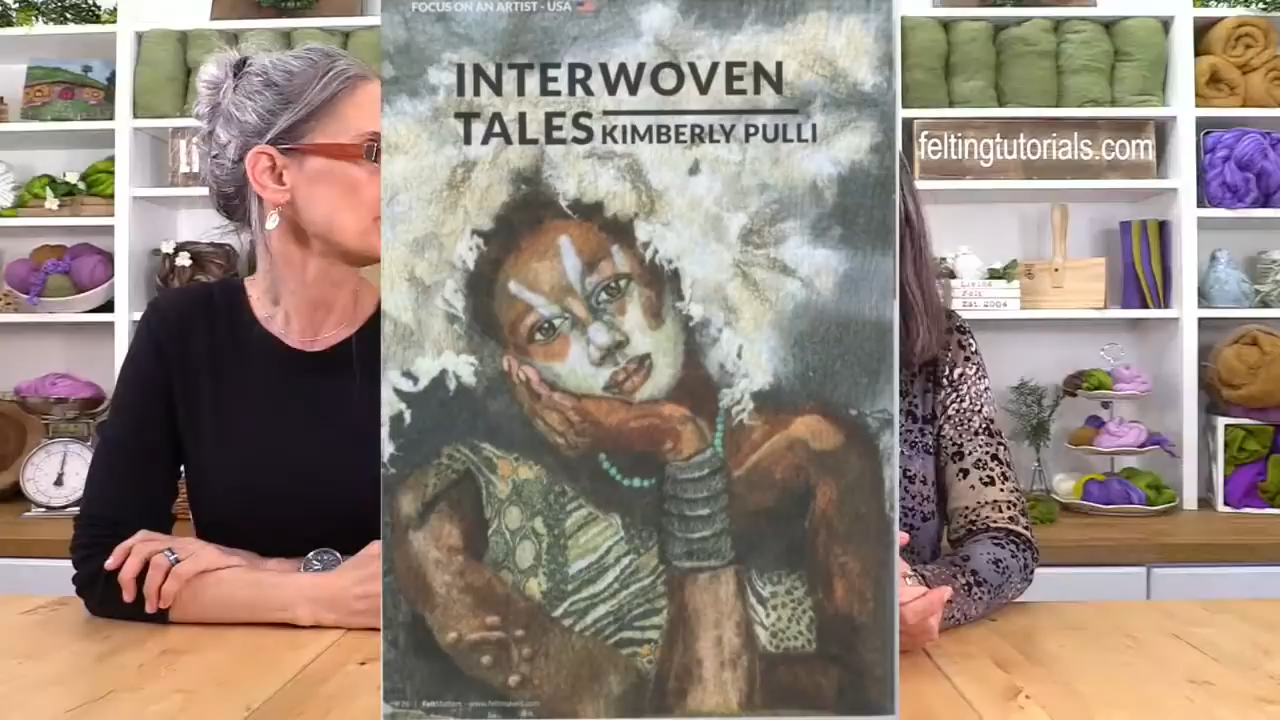 FOCUS ON AN ARTIST - USA
INTERWOVEN
TALES KIMBERLY PULLI
feltingtutorials.com
Living
Felt
Est. 2004